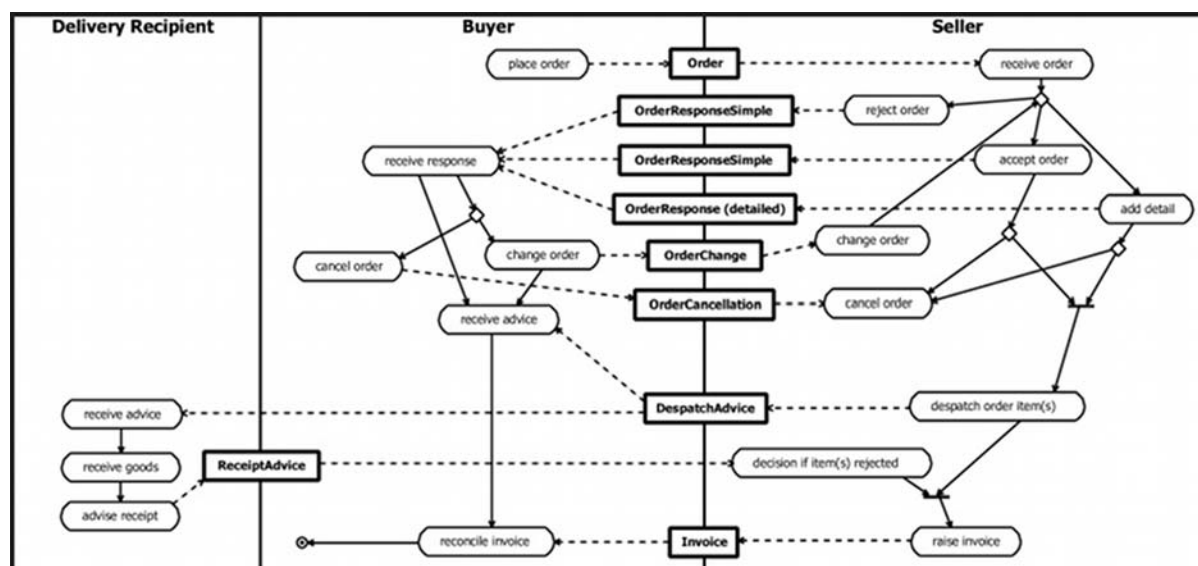 Delivery Recipient
Buyer
Seller
place order
Order
receive order
OrderResponseSimple
reject order
receive response
OrderResponseSimple
accept order
OrderResponse (detailed)
add detail
change order
OrderChange
change order
cancel order
OrderCancellation
cancel order
receive advice
receive advice
DespatchAdvice
despatch order item(s)
receive goods
ReceiptAdvice
decision if item(s) rejected
advise receipt
reconcile invoice
Invoice
raise invoice